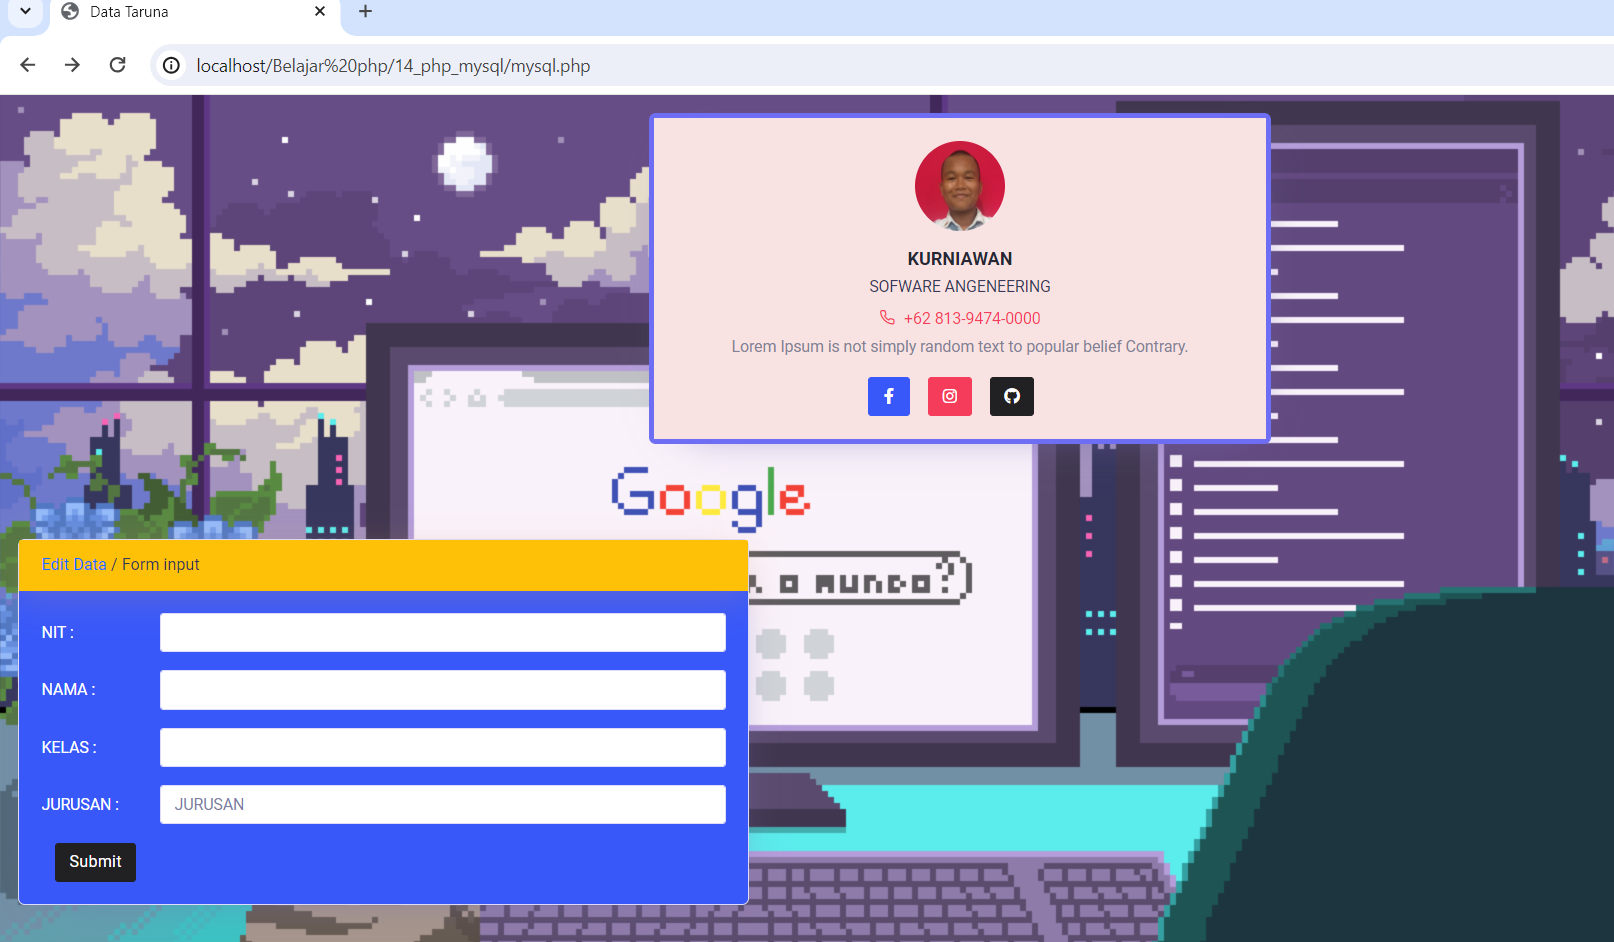 Data Taruna
localhost/Belajar%20php/14_php_mysql/mysql.php
KURNIAWAN
SOFWARE ANGENEERING
+62 813-9474-0000
Lorem Ipsum is not simply random text to popular belief Contrary.
Google
o mundo?
Edit Data / Form input
NIT :
NAMA :
KELAS :
JURUSAN :
JURUSAN
Submit